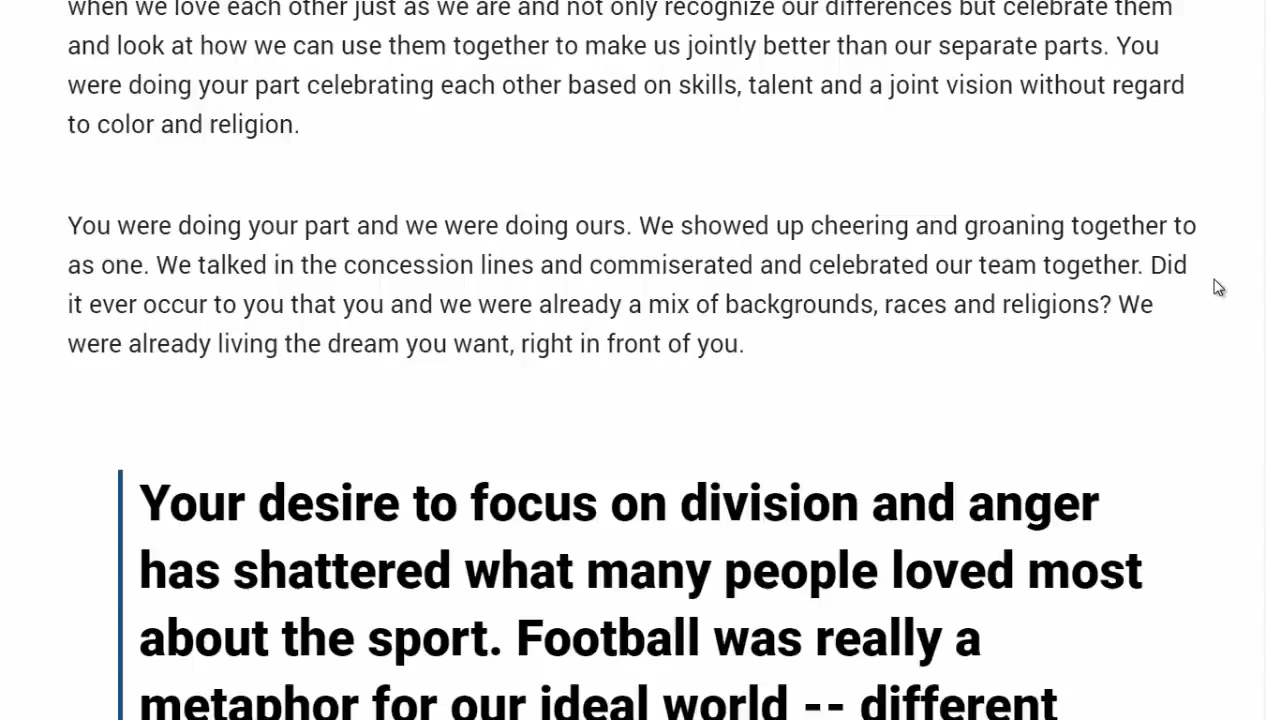 when we love each other just as we are and not only recognize our differences but celebrate them
and look at how we can use them together to make us jointly better than our separate parts. You
were doing your part celebrating each other based on skills, talent and a joint vision without regard
to color and religion.
You were doing your part and we were doing ours. We showed up cheering and groaning together to
as one. We talked in the concession lines and commiserated and celebrated our team together. Did
it ever occur to you that you and we were already a mix of backgrounds, races and religions? We
were already living the dream you want, right in front of you.
Your desire to focus on division and anger
has shattered what many people loved most
about the sport. Football was really a
metaphor for our ideal world -- different